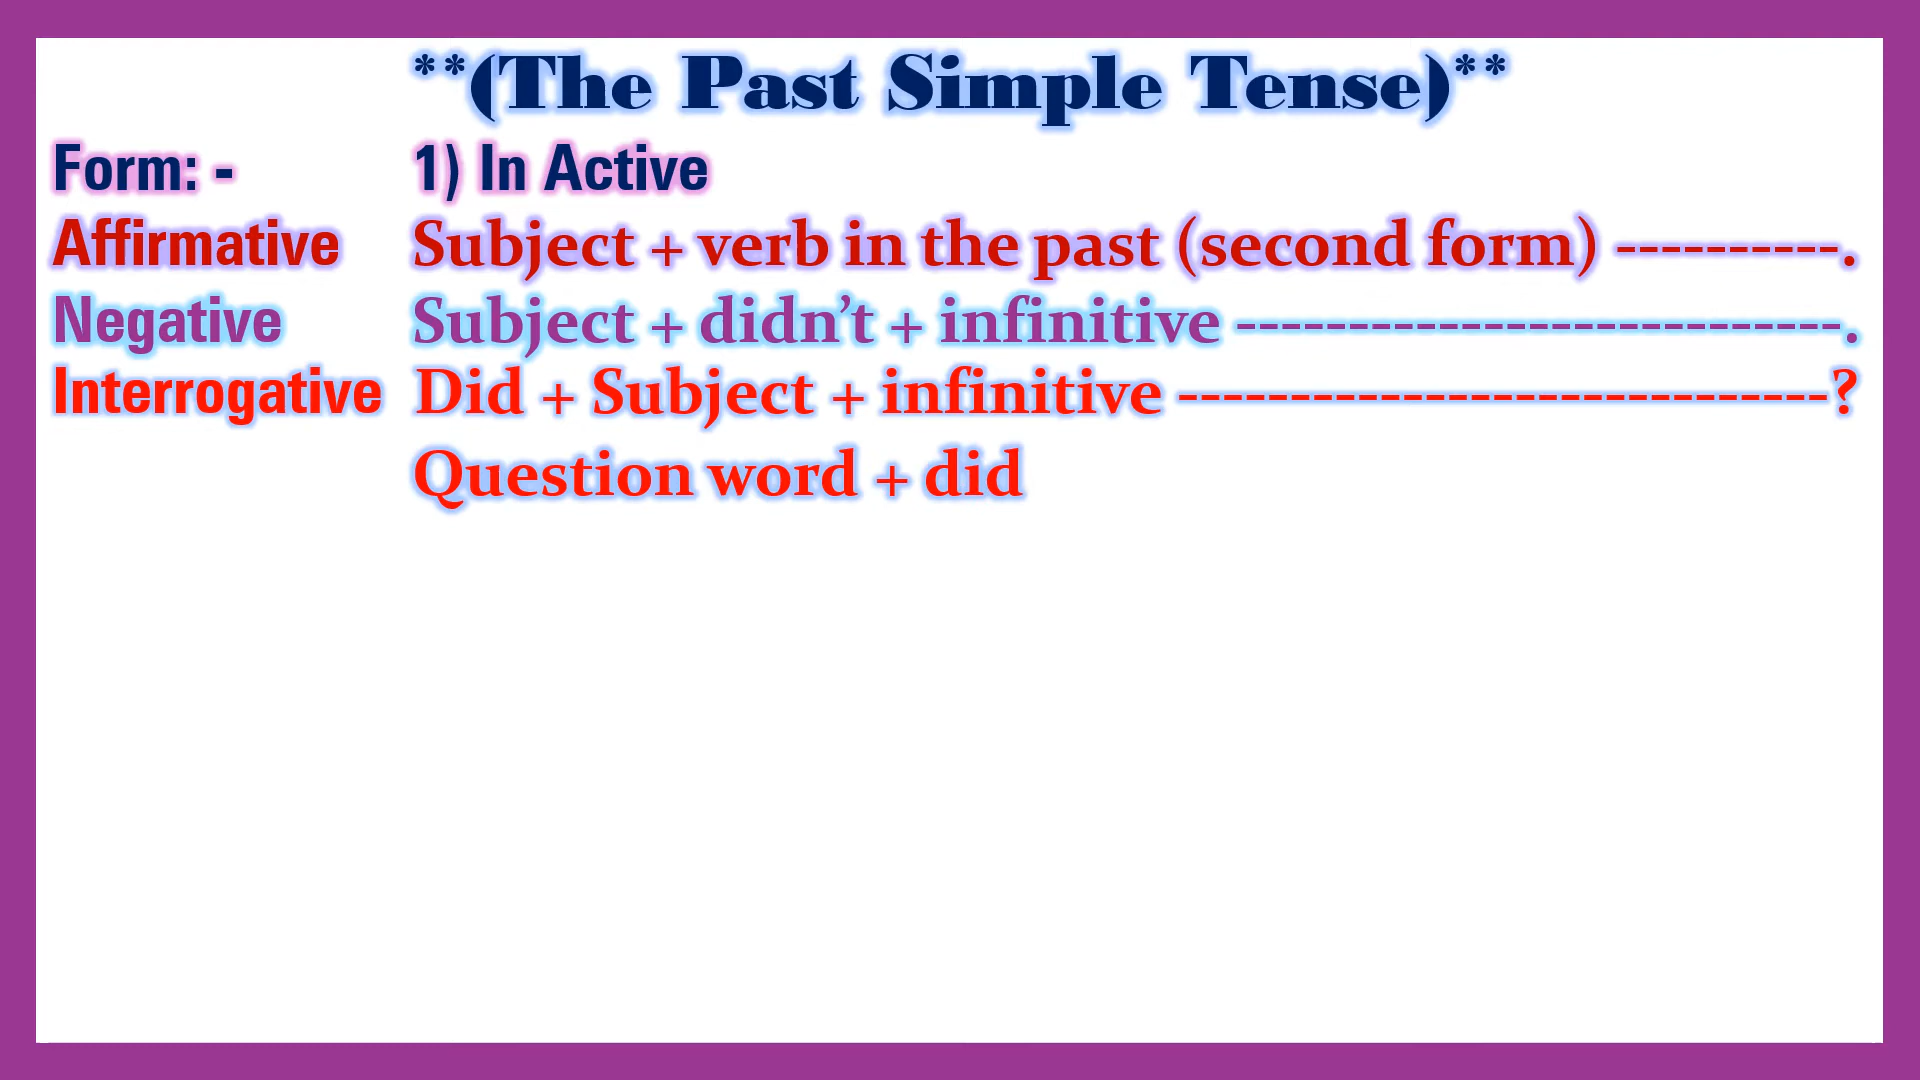 **(The Past Simple Tense)**
Form: - 1) In Active
Affirmative Subject + verb in the past (second form) ----------.
Negative Subject + didn’t + infinitive ---------------------------.
Interrogative Did + Subject + infinitive -----------------------------?
Question word + did